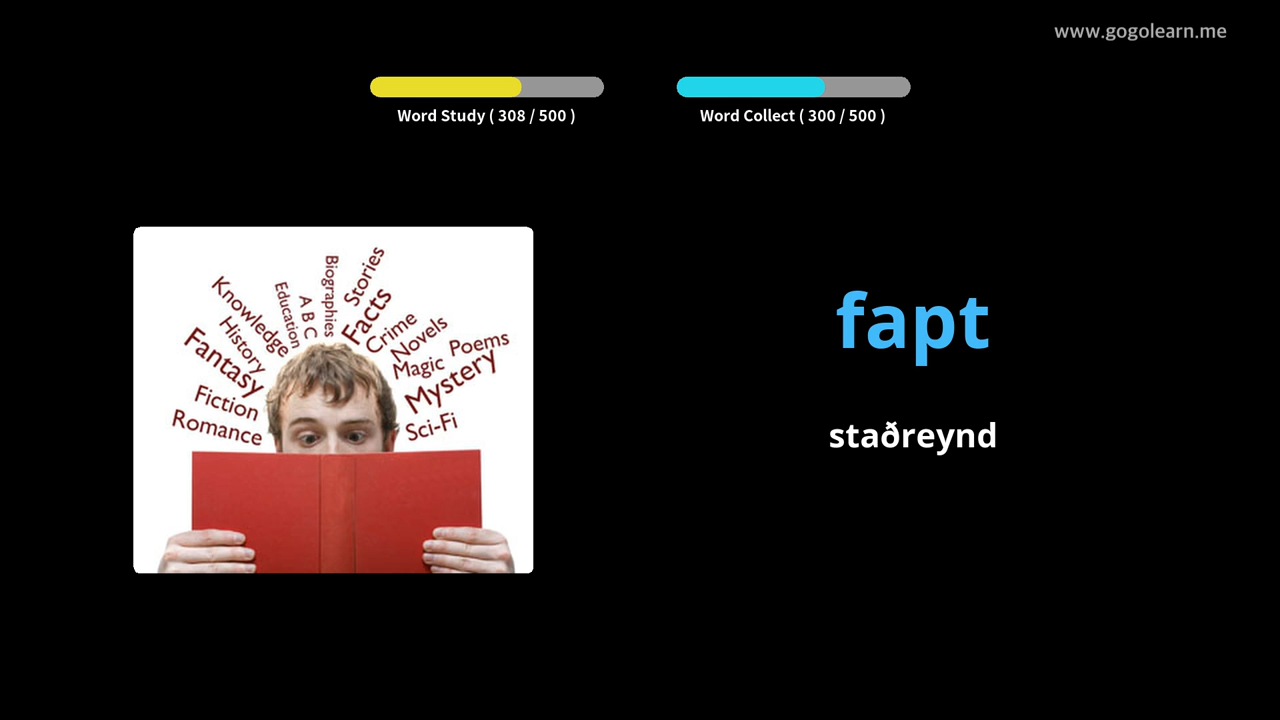 www.gogolearn.me
Word Study ( 308 / 500 )
Word Collect ( 300 / 500 )
Knowledge
Education
A B C
Biographies
Stories
Facts
Crime
Novels
Poems
Magic
Mystery
Sci-Fi
History
Fantasy
Fiction
Romance
fapt
staðreynd